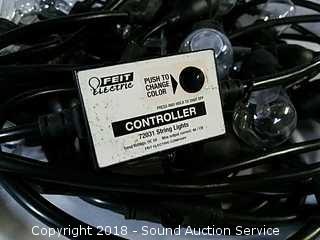 FEIT
electric
PUSH TO
CHANGE
COLOR
PRESS AND HOLD TO SHUT OFF
CONTROLLER
72031 String Lights
FEIT ELECTRIC COMPANY
Copyright 2018 - Sound Auction Service